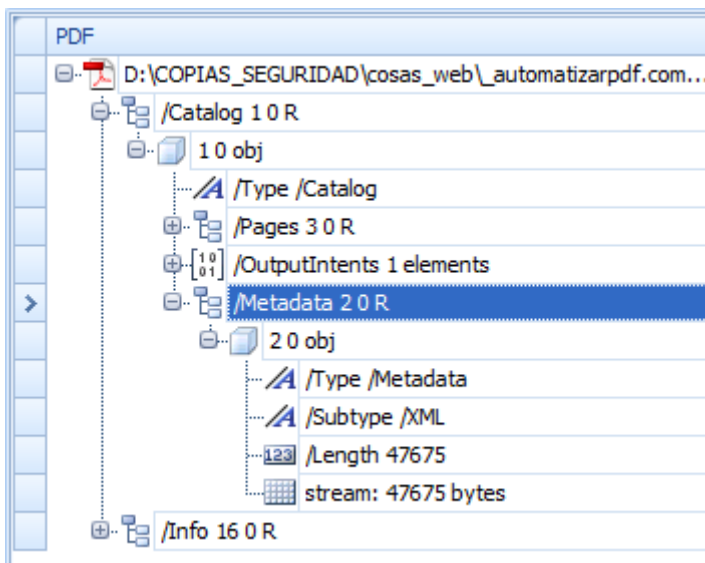 PDF
D:\COPIAS_SEGURIDAD\cosas_web\_automatizarpdf.com...
/Catalog 1 0 R
1 0 obj
/Type /Catalog
/Pages 3 0 R
/OutputIntents 1 elements
/Metadata 2 0 R
2 0 obj
/Type /Metadata
/Subtype /XML
/Length 47675
stream: 47675 bytes
/Info 16 0 R